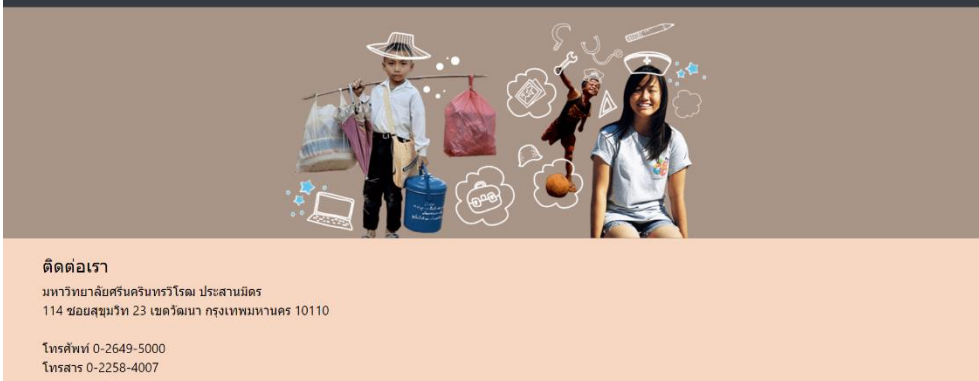 ติดต่อเรา
มหาวิทยาลัยศรีนครินทรวิโรฒ ประสานมิตร
114 ซอยสุขุมวิท 23 เขตวัฒนา กรุงเทพมหานคร 10110
โทรศัพท์ 0-2649-5000
โทรสาร 0-2258-4007